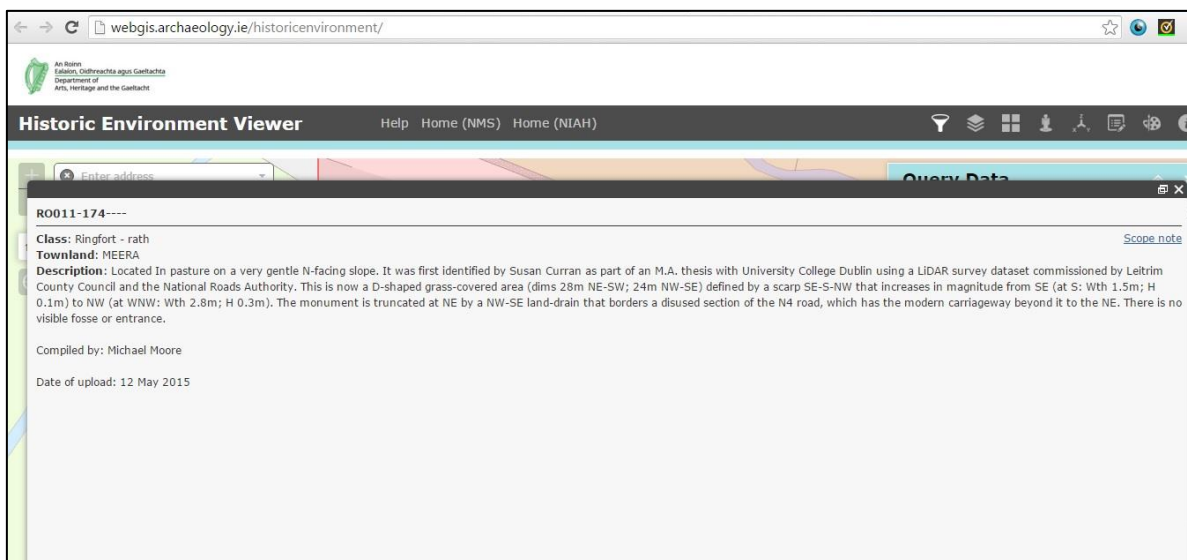 webgis.archaeology.ie/historicenvironment/
An Roinn
Ealaíon, Oidhreachta agus Gaeltachta
Department of
Arts, Heritage and the Gaeltacht
Historic Environment Viewer Help Home (NMS) Home (NIAH)
Enter address
Query Data
RO011-174----
Class: Ringfort - rath Scope note
Townland: MEERA
Description: Located In pasture on a very gentle N-facing slope. It was first identified by Susan Curran as part of an M.A. thesis with University College Dublin using a LiDAR survey dataset commissioned by Leitrim
County Council and the National Roads Authority. This is now a D-shaped grass-covered area (dims 28m NE-SW; 24m NW-SE) defined by a scarp SE-S-NW that increases in magnitude from SE (at S: Wth 1.5m; H
0.1m) to NW (at WNW: Wth 2.8m; H 0.3m). The monument is truncated at NE by a NW-SE land-drain that borders a disused section of the N4 road, which has the modern carriageway beyond it to the NE. There is no
visible fosse or entrance.
Compiled by: Michael Moore
Date of upload: 12 May 2015